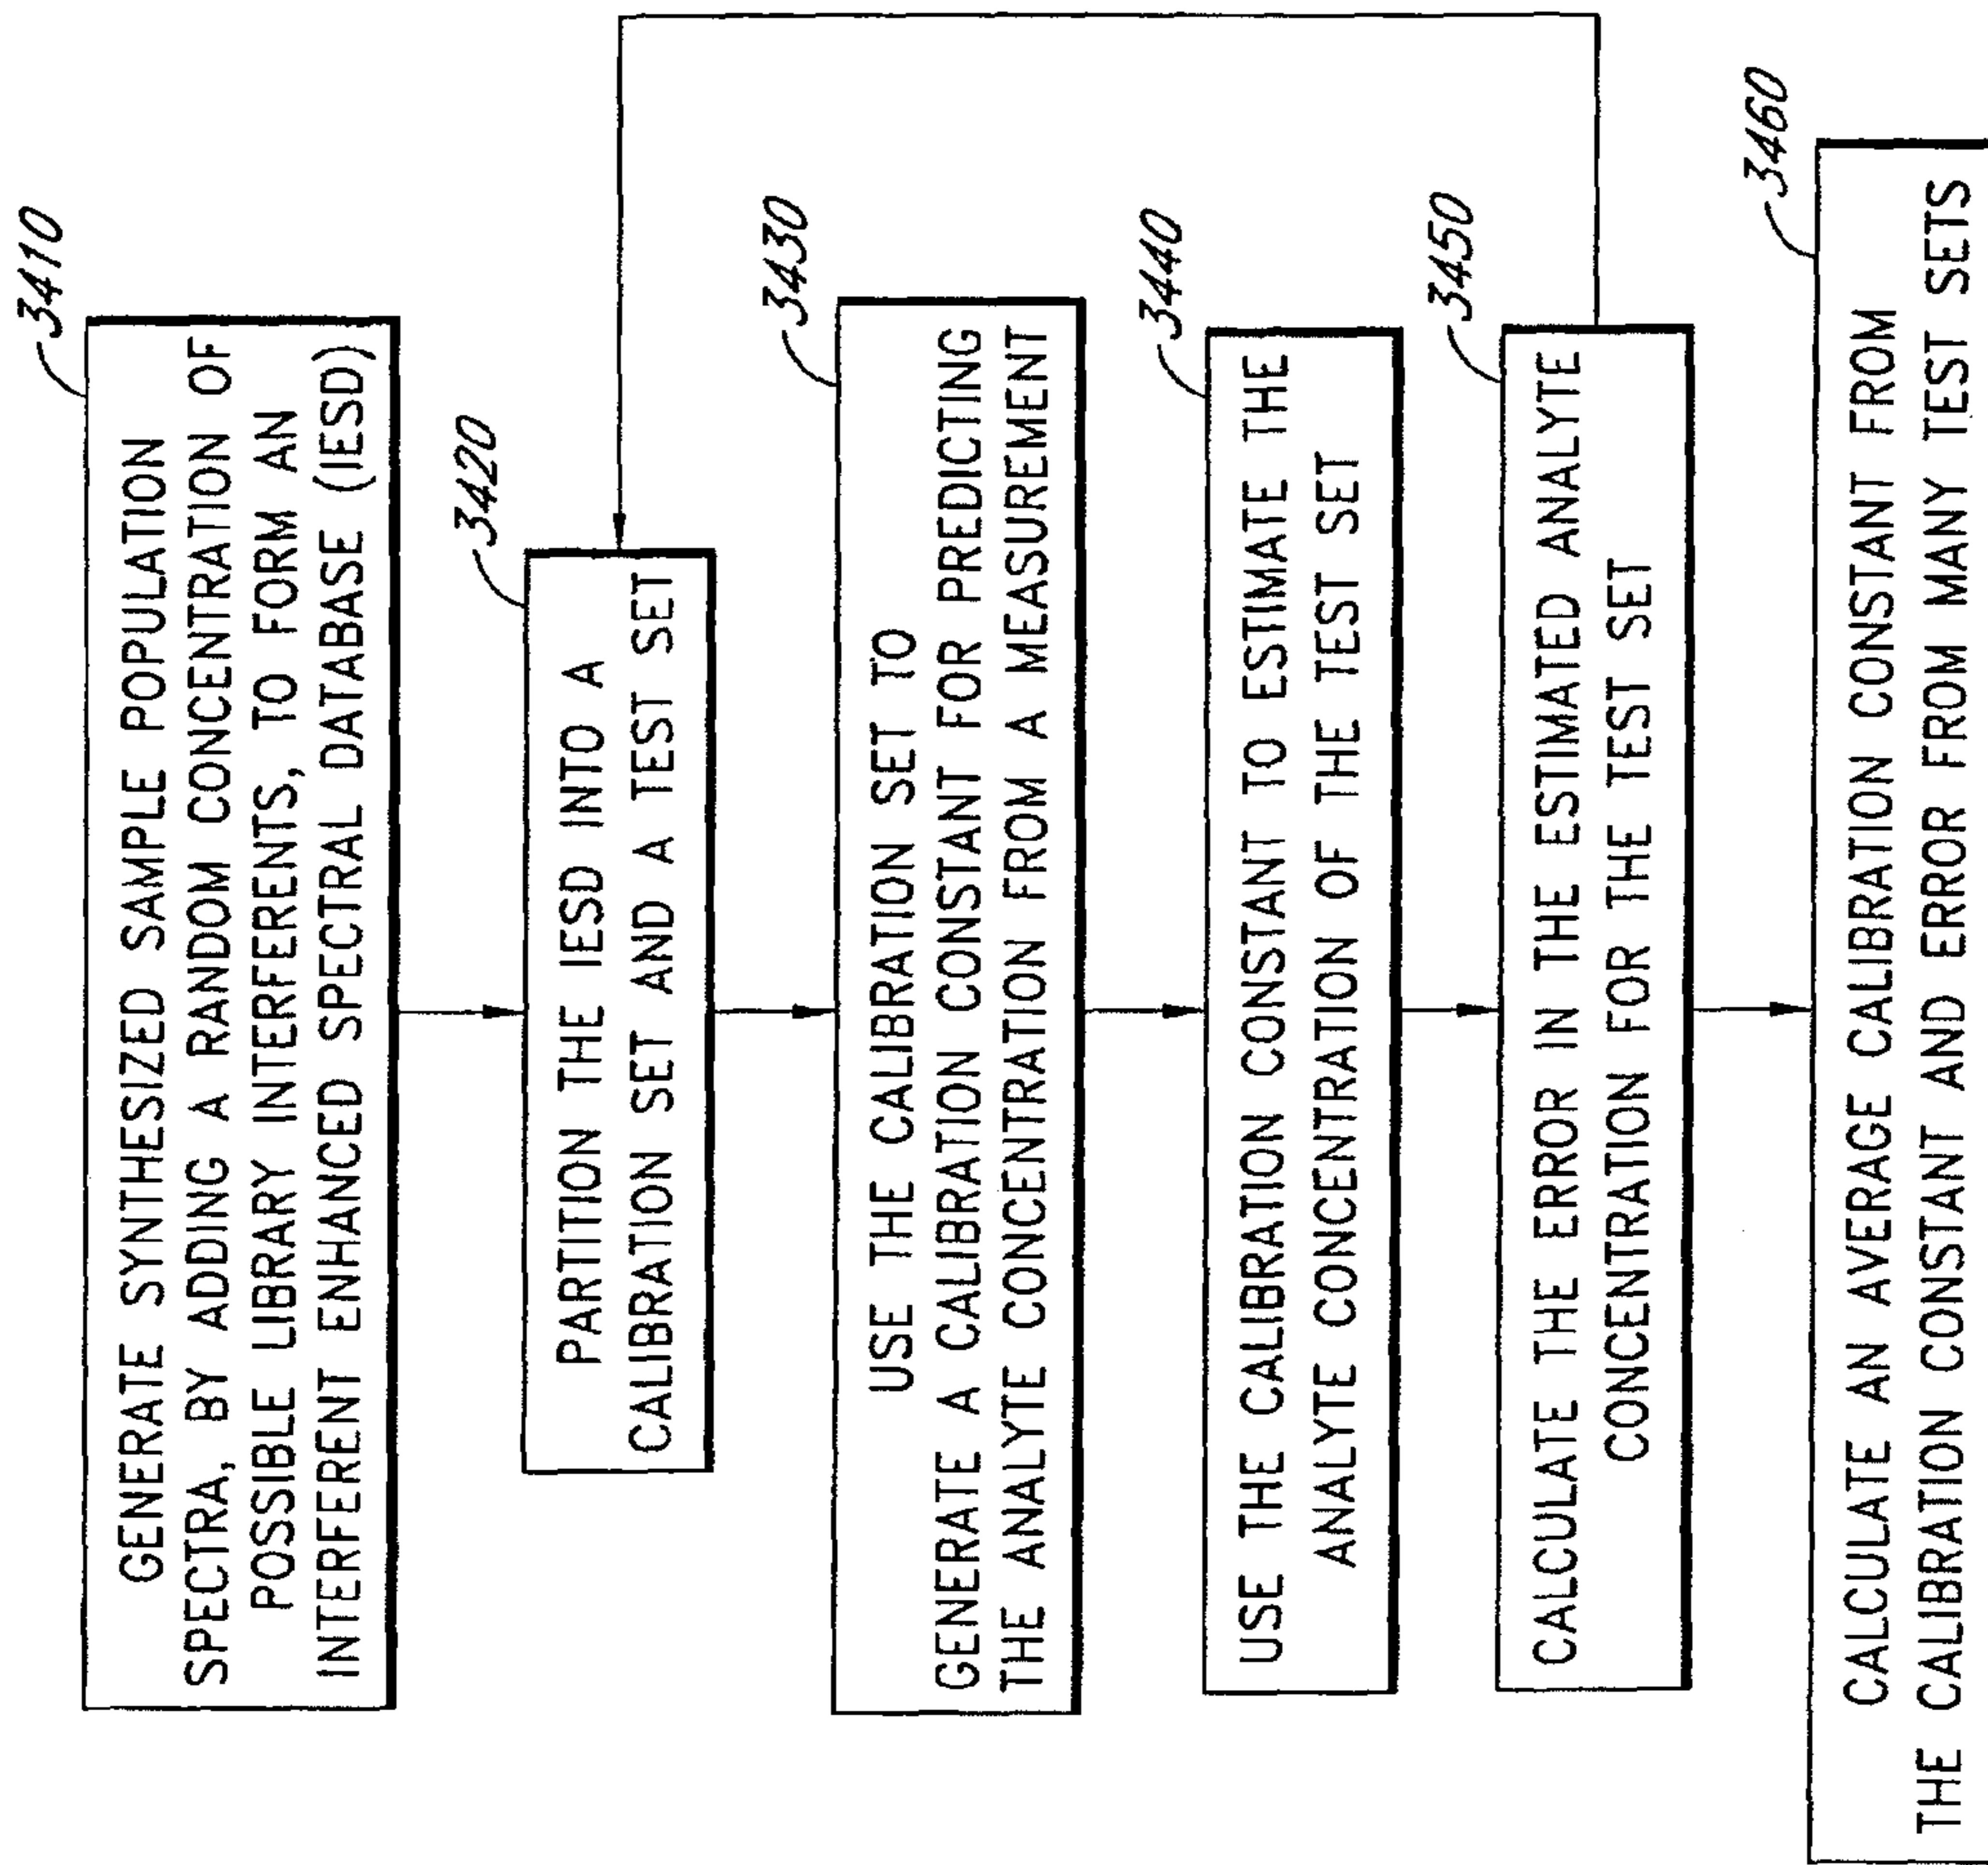 3410
GENERATE SYNTHESIZED SAMPLE POPULATION
SPECTRA, BY ADDING A RANDOM CONCENTRATION OF
POSSIBLE LIBRARY INTERFERENTS, TO FORM AN
INTERFERENT ENHANCED SPECTRAL DATABASE (IESD)
3420
PARTITION THE IESD INTO A
CALIBRATION SET AND A TEST SET
3430
USE THE CALIBRATION SET TO
GENERATE A CALIBRATION CONSTANT FOR PREDICTING
THE ANALYTE CONCENTRATION FROM A MEASUREMENT
3440
USE THE CALIBRATION CONSTANT TO ESTIMATE THE
ANALYTE CONCENTRATION OF THE TEST SET
3450
CALCULATE THE ERROR IN THE ESTIMATED ANALYTE
CONCENTRATION FOR THE TEST SET
3460
CALCULATE AN AVERAGE CALIBRATION CONSTANT FROM
THE CALIBRATION CONSTANT AND ERROR FROM MANY TEST SETS